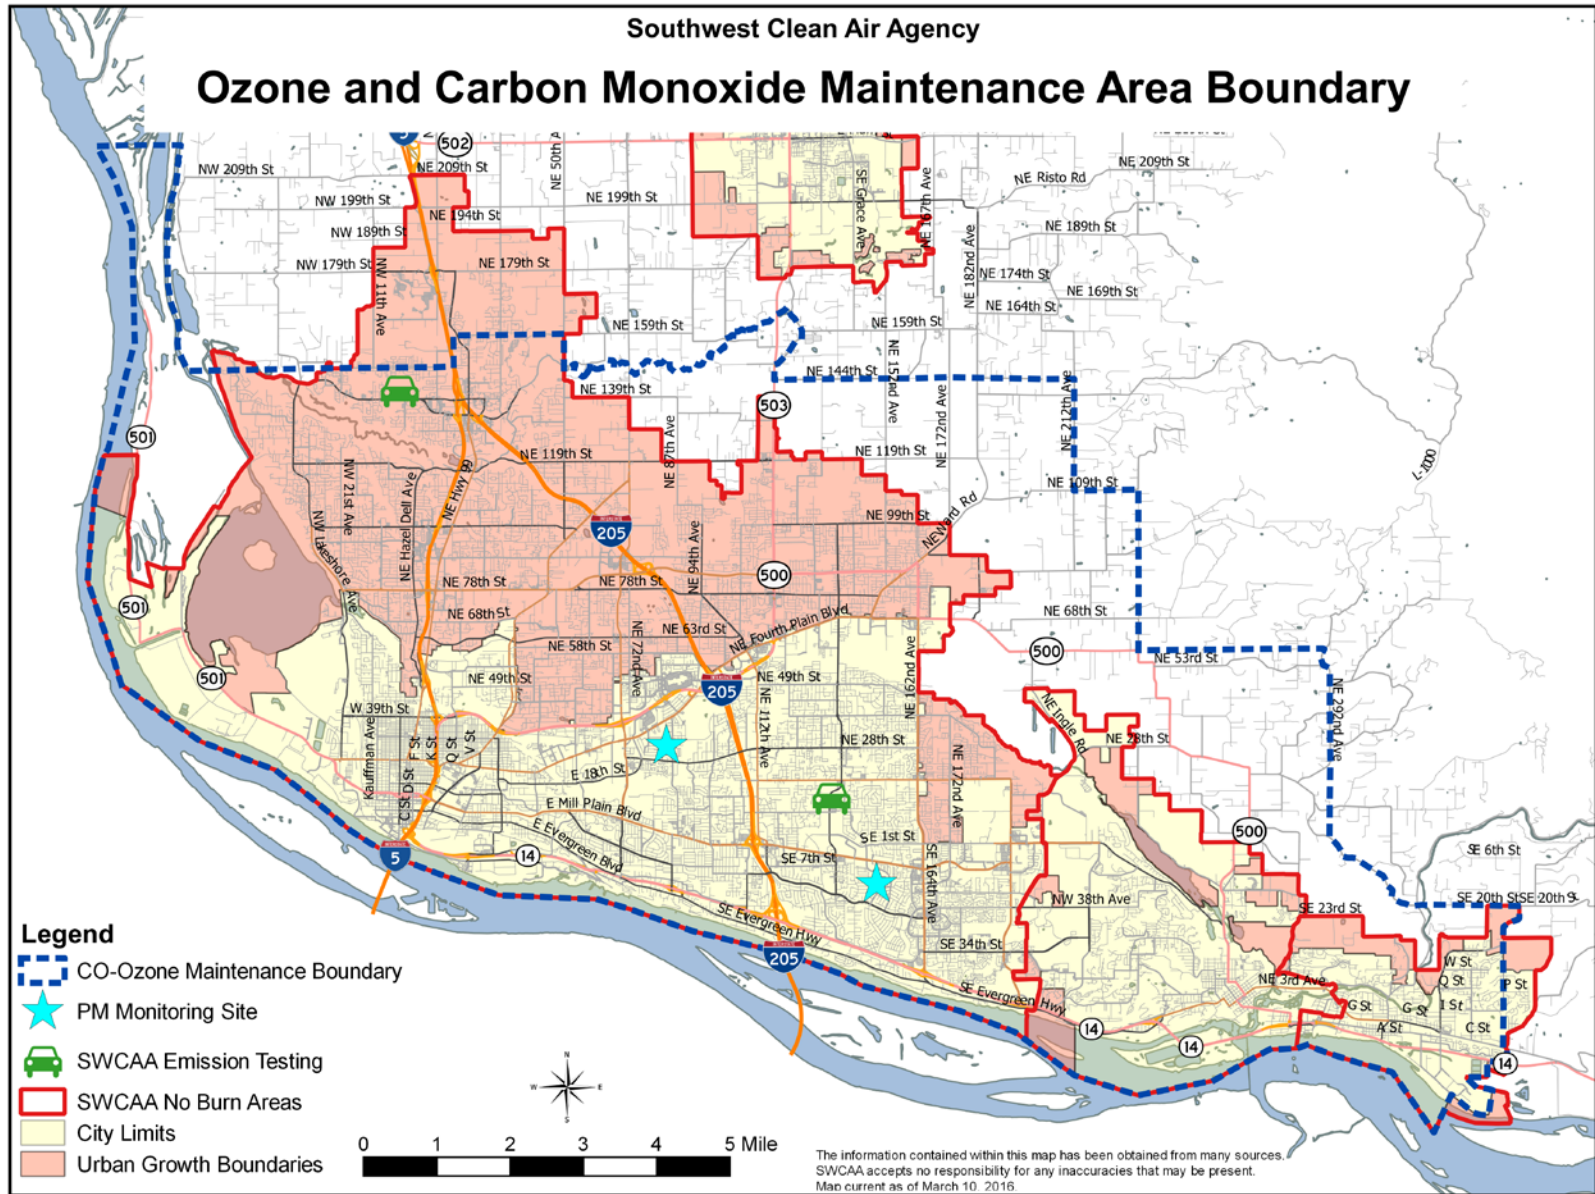 Southwest Clean Air Agency
Ozone and Carbon Monoxide Maintenance Area Boundary
502
NW 209th St
NE 209th St
NE 50th A
NE 209th St
NE Risto Rd
NW 199th St
NE 199th St
SE Grace Ave
NE 167th Ave
NE 194th St
NW 189th St
NE 189th St
NE 182nd Ave
NW 179th St
NE 179th St
NE 174th St
NW 11th Ave
NE 169th St
NE 164th St
NE 159th St
NE 159th St
NE 144th St
NE 152nd Ave
NE 139th St
NE 212th Ave
503
NE 172nd Ave
501
NE 87th Ave
NE 119th St
NE 119th St
L-1000
NW 21st Ave
NE Hazel Dell Ave
NE Hwy 99
NE 109th St
NE 99th St
NE Ward Rd
NW Lakeshore Ave
205
NE 94th Ave
NE 78th St
NE 78th St
500
501
NE 68th St
NE 68th St
NE 63rd St
NE Fourth Plain Blvd
NE 58th St
NE 72nd Ave
NE 162nd Ave
500
NE 53rd St
501
NE 49th St
205
NE 49th St
NE 112th Ave
NE 292nd Ave
W 39th St
Kauffman Ave
F St
K St
Q St
V St
NE 28th St
NE Ingle Rd
NE 28th St
NE 172nd Ave
E 18th St
C St
D St
E Mill Plain Blvd
E Evergreen Blvd
SE 1st St
500
SE 6th St
5
14
SE 7th St
SE 164th Ave
NW 38th Ave
SE 20th St
SE 20th S
SE 23rd St
SE Evergreen Hwy
SE 34th St
205
W St
NE 3rd Ave
Q St
P St
SE Evergreen Hwy
G St
G St
I St
A St
C St
14
14
14
Legend
CO-Ozone Maintenance Boundary
PM Monitoring Site
SWCAA Emission Testing
SWCAA No Burn Areas
City Limits
Urban Growth Boundaries
N
W E
S
0 1 2 3 4 5 Mile
The information contained within this map has been obtained from many sources.
SWCAA accepts no responsibility for any inaccuracies that may be present.
Map current as of March 10, 2016.